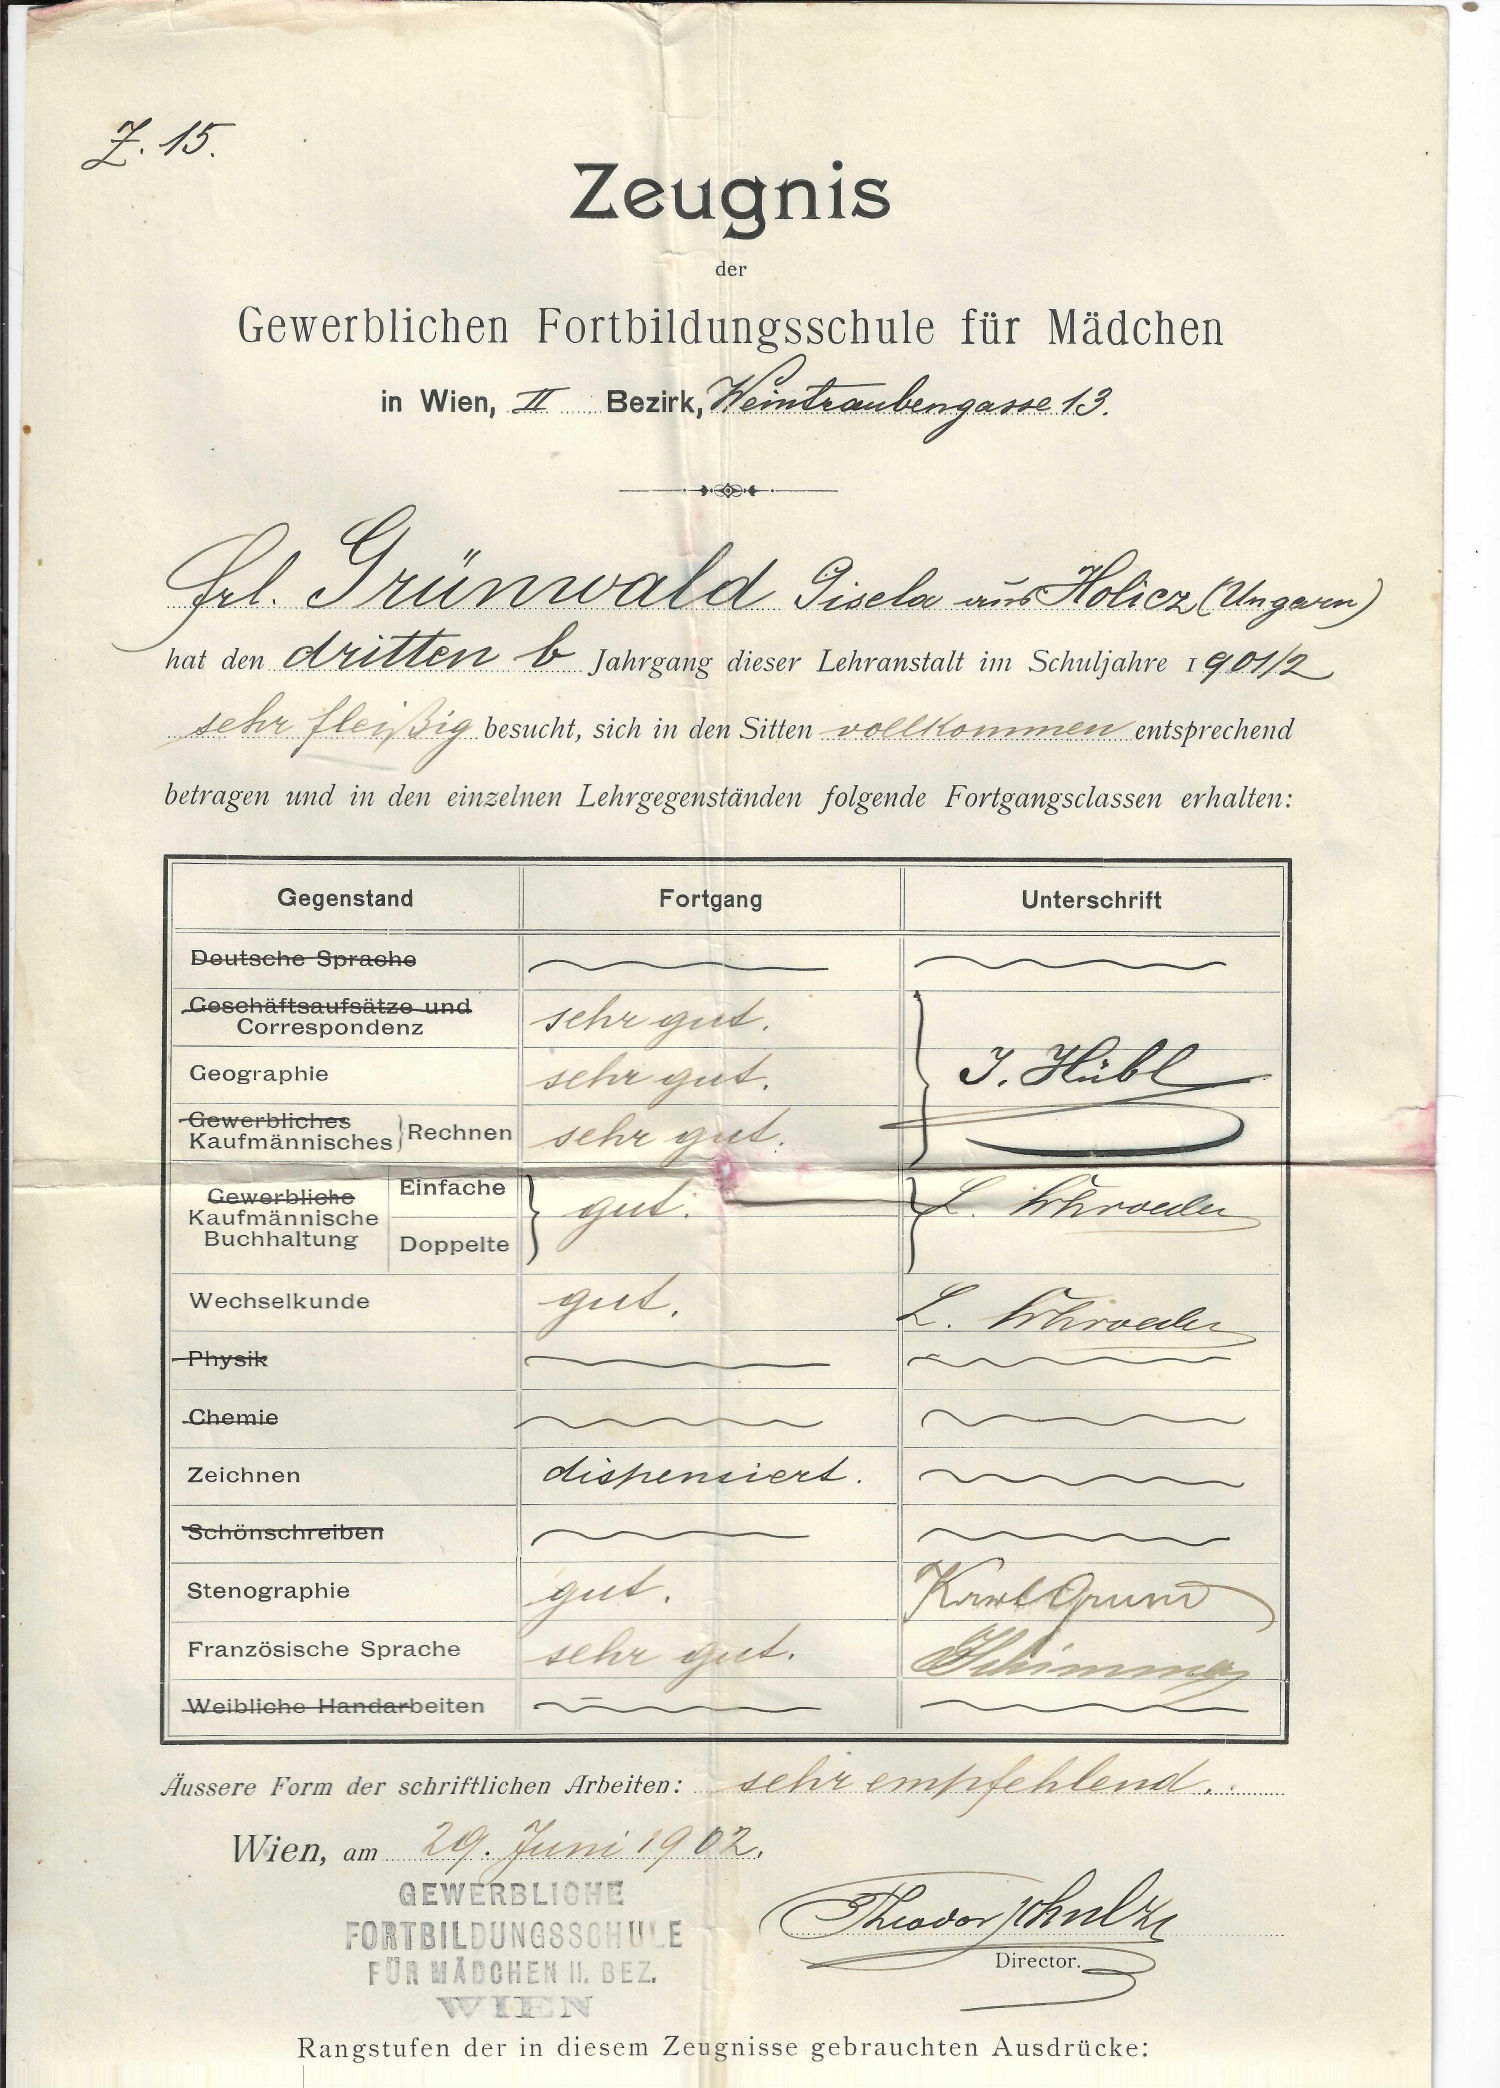 Z. 15.
Zeugnis
der
Gewerblichen Fortbildungsschule für Mädchen
in Wien, II Bezirk, Weintraubengasse 13.
Frl. Grünwald Gisela aus Holicz (Ungarn)
hat den dritten b Jahrgang dieser Lehranstalt im Schuljahre 1901/2
sehr fleißig besucht, sich in den Sitten vollkommen entsprechend
betragen und in den einzelnen Lehrgegenständen folgende Fortgangsclassen erhalten:
Gegenstand Fortgang Unterschrift
Deutsche Sprache
Geschäftsaufsätze und
Correspondenz sehr gut.
Geographie sehr gut. J. Hübl
Gewerbliches
Kaufmännisches Rechnen sehr gut.
Gewerbliche
Kaufmännische
Buchhaltung Einfache
Doppelte gut. L. Schroeder
Wechselkunde gut. L. Schroeder
Physik
Chemie
Zeichnen dispensiert.
Schönschreiben
Stenographie gut. Karl Grund
Französische Sprache sehr gut.
Weibliche Handarbeiten
Äussere Form der schriftlichen Arbeiten: sehr empfehlend.
Wien, am 29. Juni 1902.
GEWERBLICHE
FORTBILDUNGSSCHULE
FÜR MÄDCHEN II. BEZ.
WIEN
Theodor Schulze
Director.
Rangstufen der in diesem Zeugnisse gebrauchten Ausdrücke: